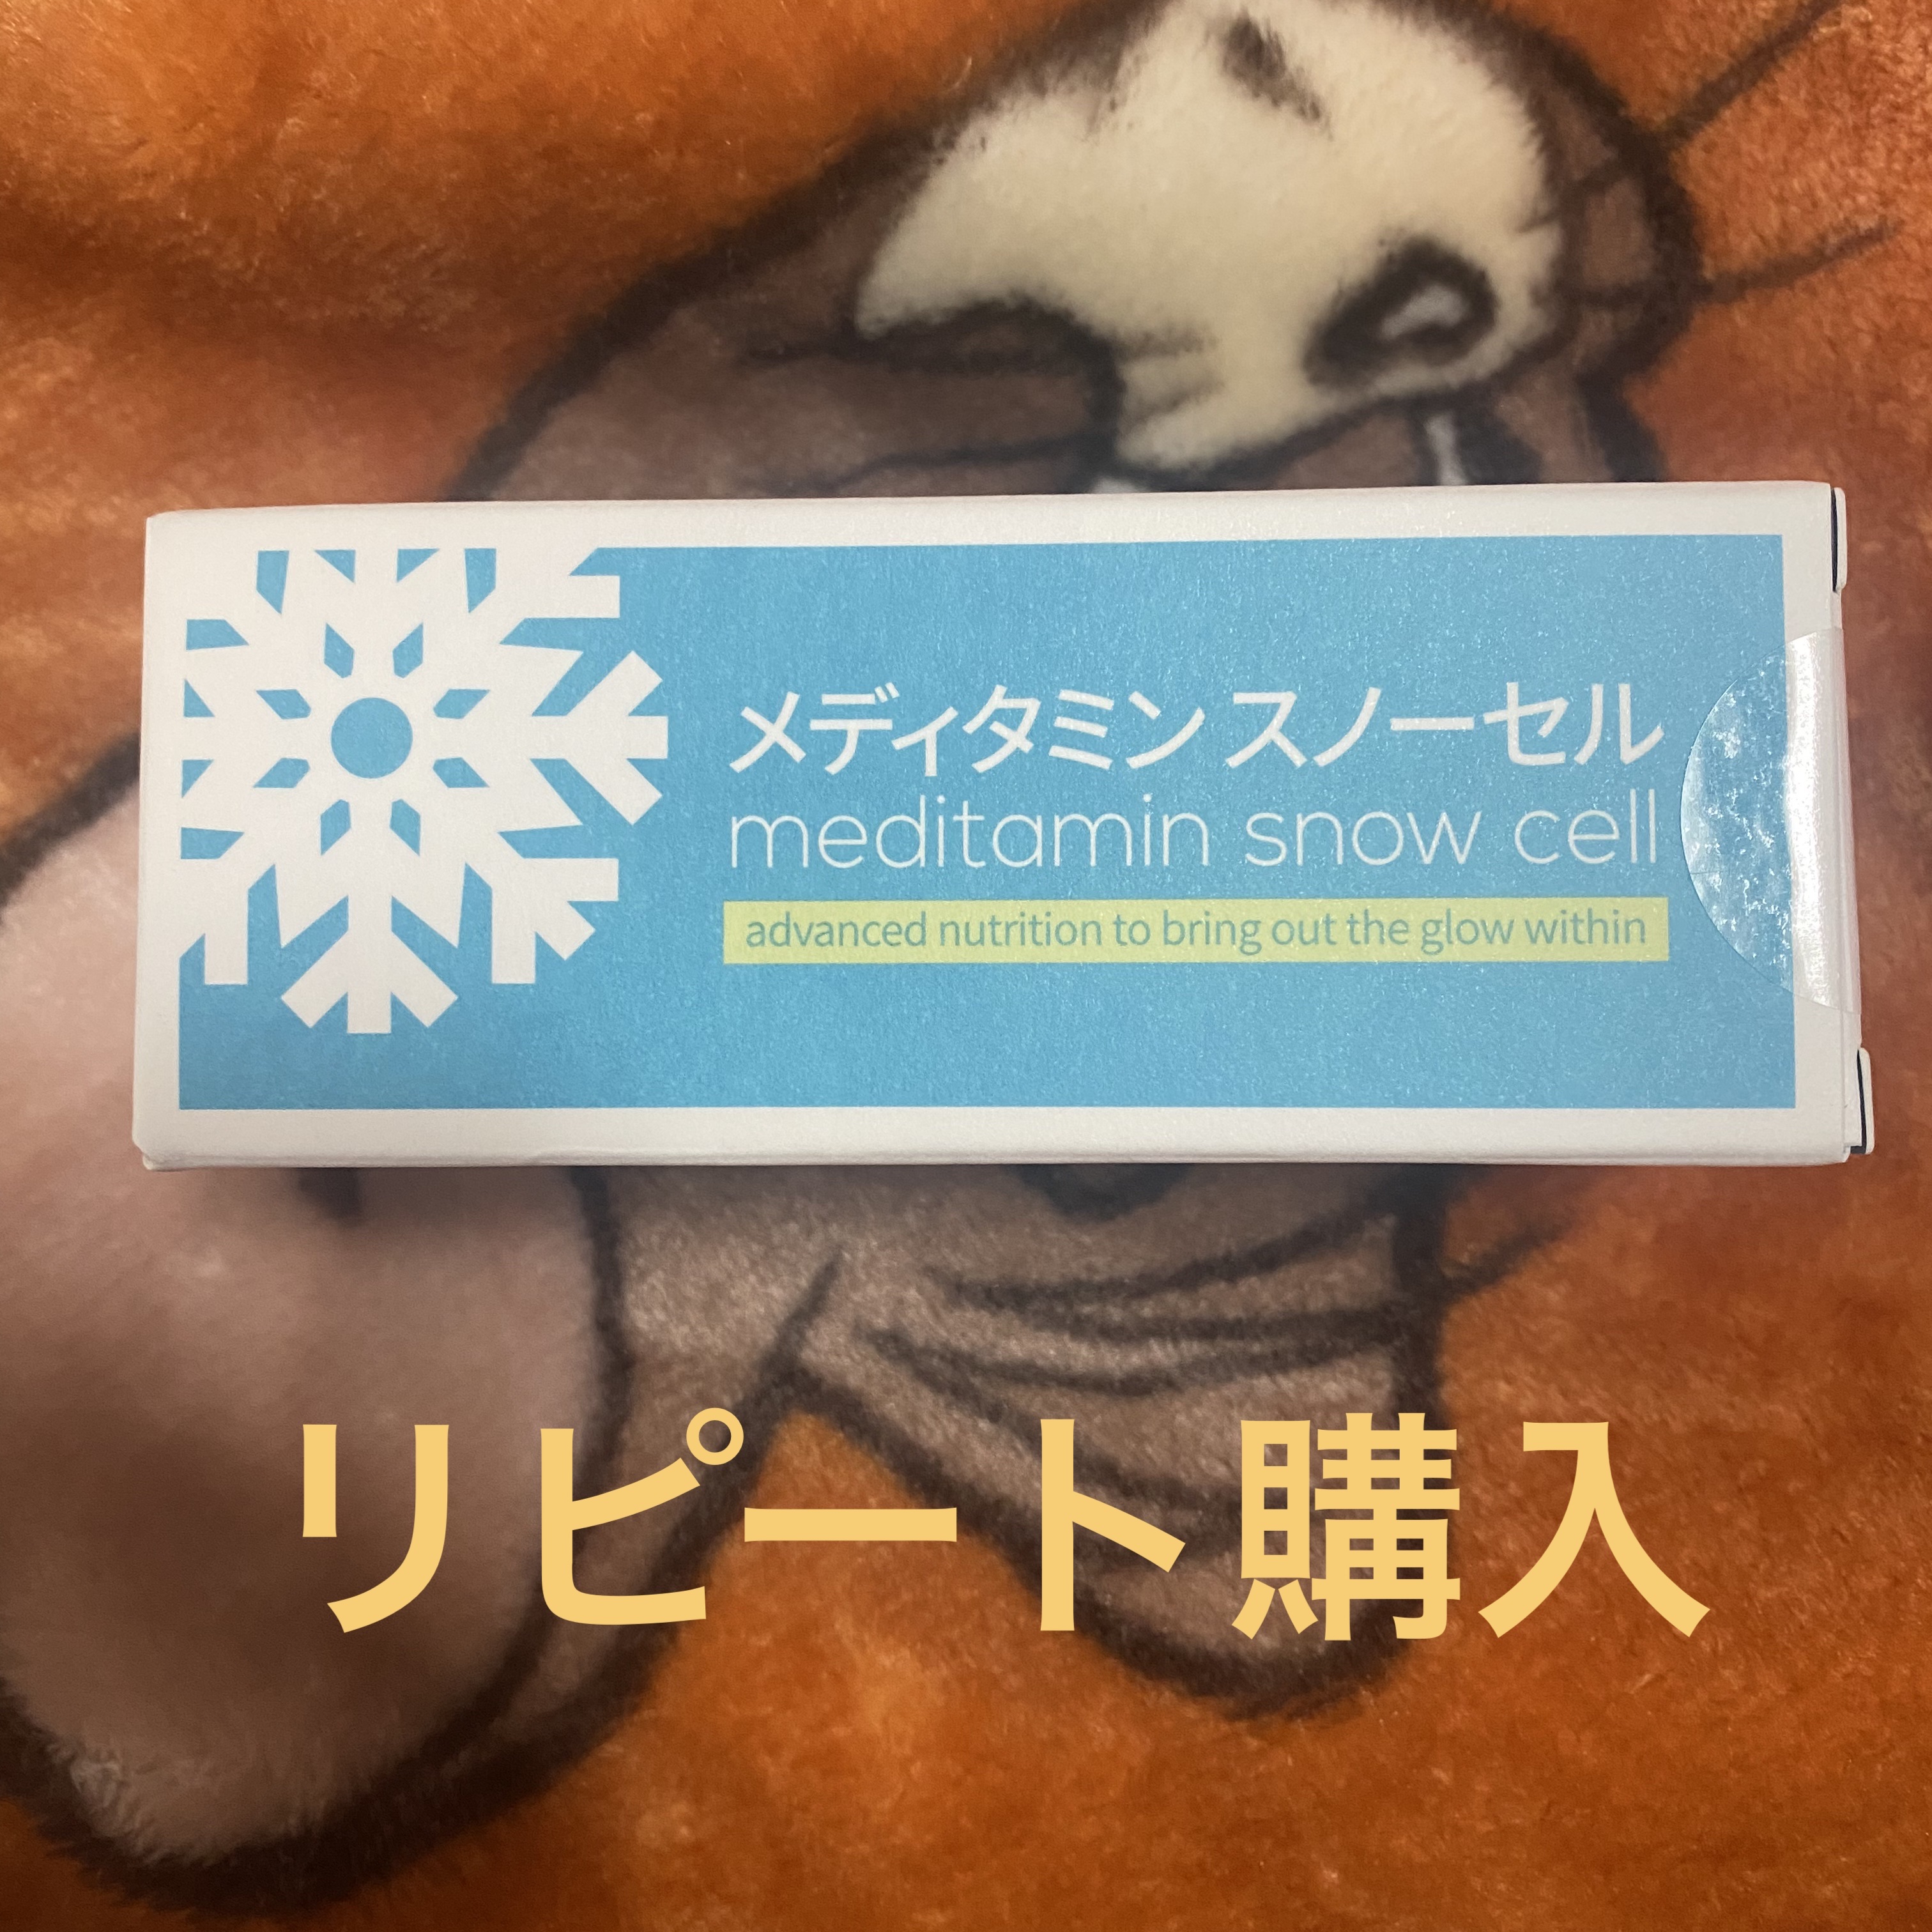 メディタミン スノーセル
meditamin snow cell
advanced nutrition to bring out the glow within
リピート購入